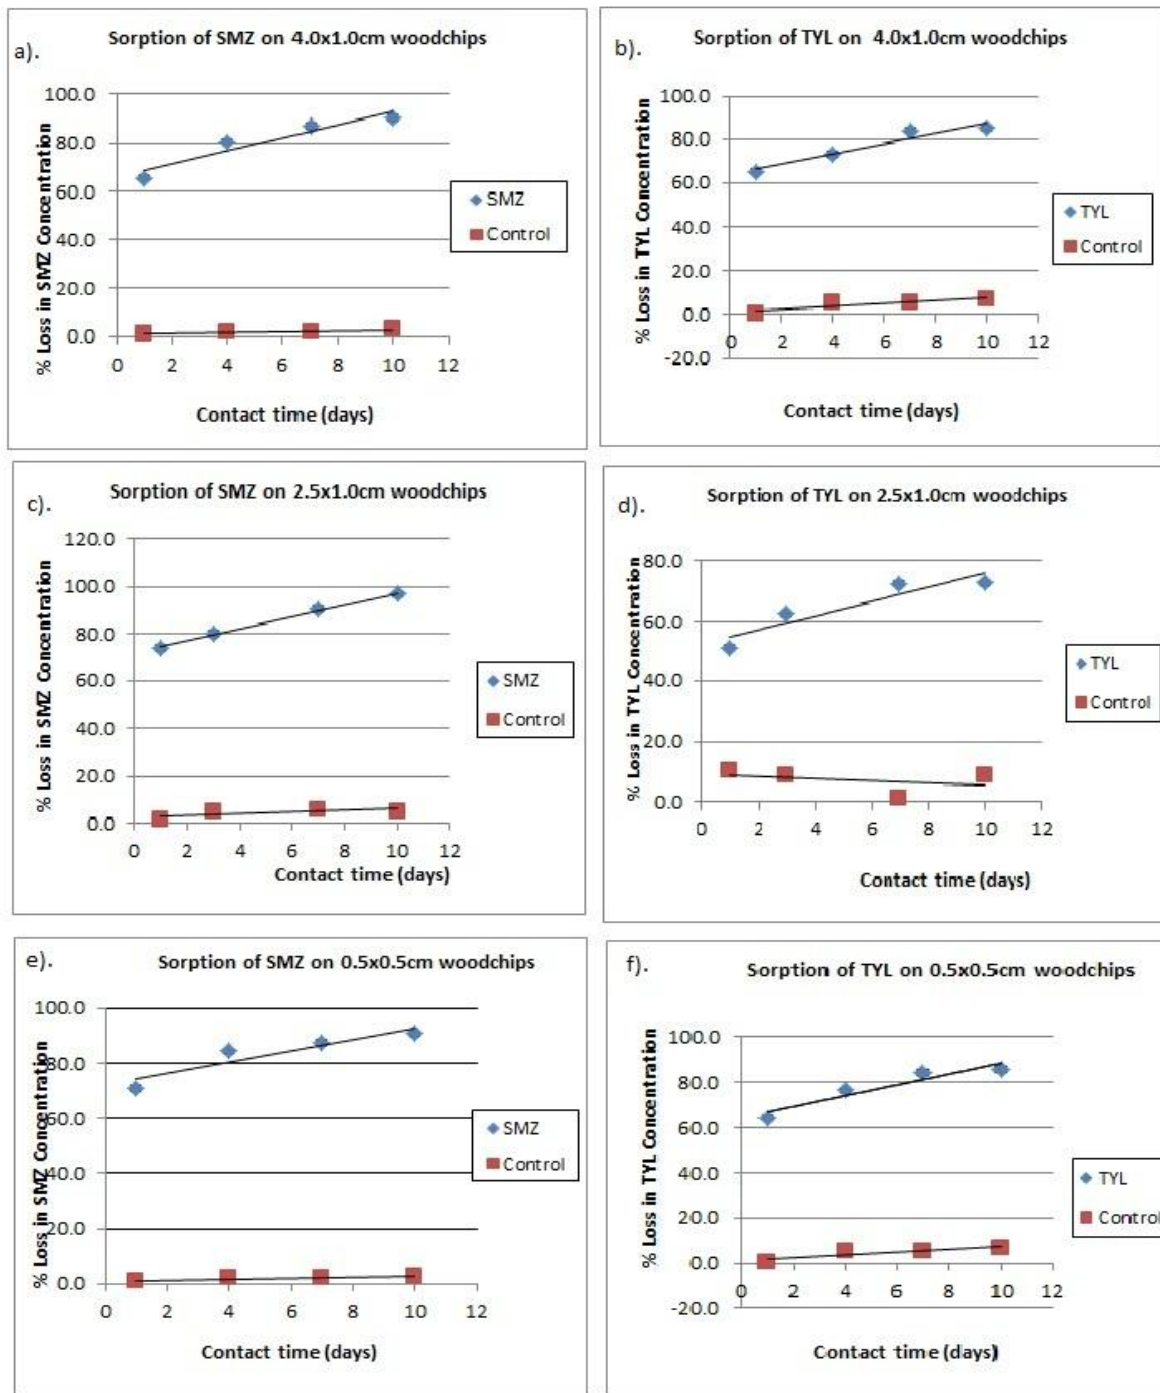 a).
Sorption of SMZ on 4.0x1.0cm woodchips
% Loss in SMZ Concentration
100.0
80.0
60.0
40.0
20.0
0.0
0 2 4 6 8 10 12
Contact time (days)
SMZ
Control
b).
Sorption of TYL on 4.0x1.0cm woodchips
% Loss in TYL Concentration
100.0
80.0
60.0
40.0
20.0
0.0
-20.0
0 2 4 6 8 10 12
Contact time (days)
TYL
Control
c).
Sorption of SMZ on 2.5x1.0cm woodchips
% Loss in SMZ Concentration
120.0
100.0
80.0
60.0
40.0
20.0
0.0
0 2 4 6 8 10 12
Contact time (days)
SMZ
Control
d).
Sorption of TYL on 2.5x1.0cm woodchips
% Loss in TYL Concentration
80.0
60.0
40.0
20.0
0.0
0 2 4 6 8 10 12
Contact time (days)
TYL
Control
e).
Sorption of SMZ on 0.5x0.5cm woodchips
% Loss in SMZ Concentration
100.0
80.0
60.0
40.0
20.0
0.0
0 2 4 6 8 10 12
Contact time (days)
SMZ
Control
f).
Sorption of TYL on 0.5x0.5cm woodchips
% Loss in TYL Concentration
100.0
80.0
60.0
40.0
20.0
0.0
-20.0
0 2 4 6 8 10 12
Contact time (days)
TYL
Control